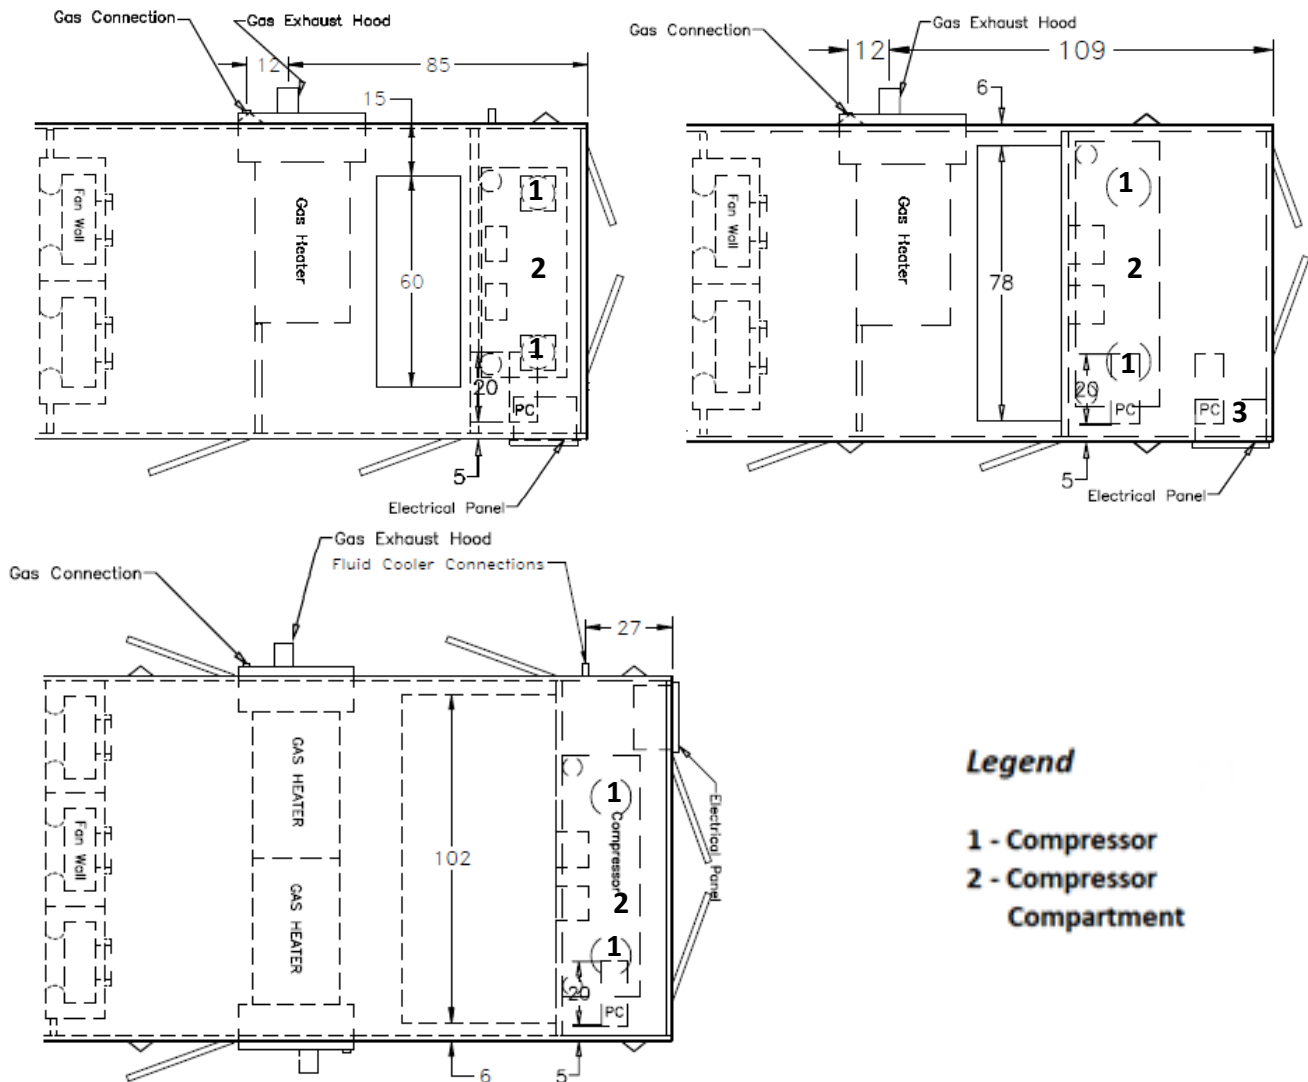 Gas Connection
Gas Exhaust Hood
12
85
15
Fan Wall
Gas Heater
60
1
2
1
20
PC
5
Electrical Panel
Gas Connection
Gas Exhaust Hood
12
109
6
Fan Wall
Gas Heater
78
1
2
1
20
PC
PC
3
5
Electrical Panel
Gas Exhaust Hood
Fluid Cooler Connections
Gas Connection
27
Fan Wall
GAS HEATER
GAS HEATER
102
1
Compressor
2
1
20
PC
Electrical Panel
6
5
Legend
1 - Compressor
2 - Compressor
Compartment